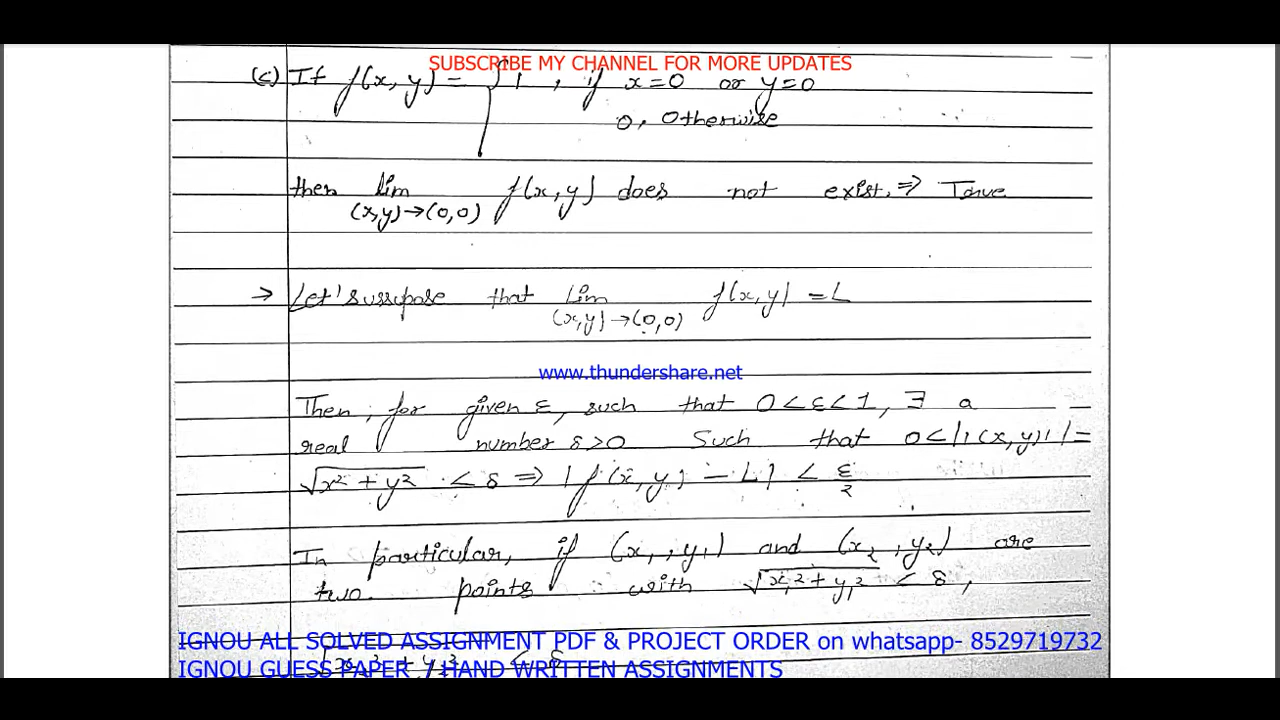 SUBSCRIBE MY CHANNEL FOR MORE UPDATES
(c) If f(x, y) = { 1 , if x=0 or y=0
0, Otherwise
then lim f(x, y) does not exist. ⇒ True
(x,y)→(0,0)
→ Let's suppose that lim f(x, y) = L
(x,y)→(0,0)
www.thundershare.net
Then, for given ε, such that 0<ε<1, ∃ a
real number δ>0 Such that 0<||(x,y)|| =
√x² + y² < δ ⇒ |f(x, y) - L| < ε/2
In particular, if (x₁, y₁) and (x₂, y₂) are
two points with √x₁² + y₁² < δ,
IGNOU ALL SOLVED ASSIGNMENT PDF & PROJECT ORDER on whatsapp- 8529719732
IGNOU GUESS PAPER / HAND WRITTEN ASSIGNMENTS